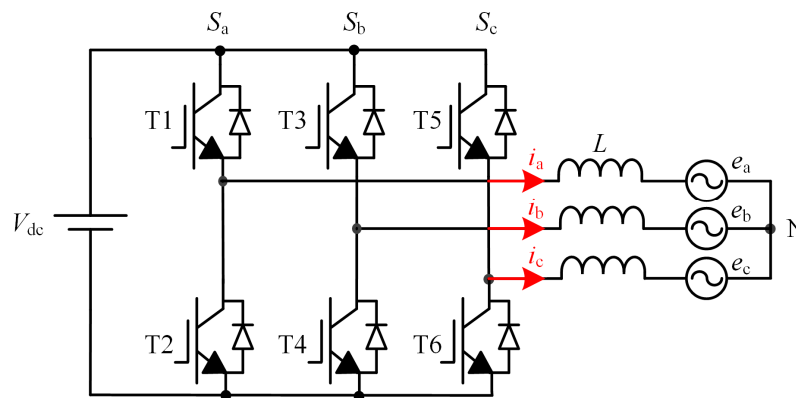 Sa Sb Sc
T1 T3 T5
L
ia ea
Vdc ib eb N
ic ec
T2 T4 T6